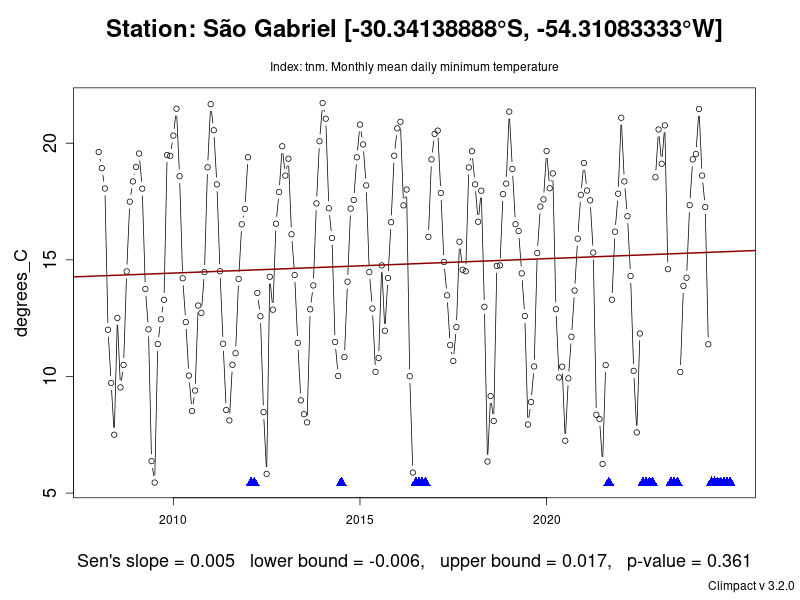 Station: São Gabriel [-30.34138888°S, -54.31083333°W]
Index: tnm. Monthly mean daily minimum temperature
degrees_C
20
15
10
5
2010 2015 2020
Sen's slope = 0.005 lower bound = -0.006, upper bound = 0.017, p-value = 0.361
Climpact v 3.2.0